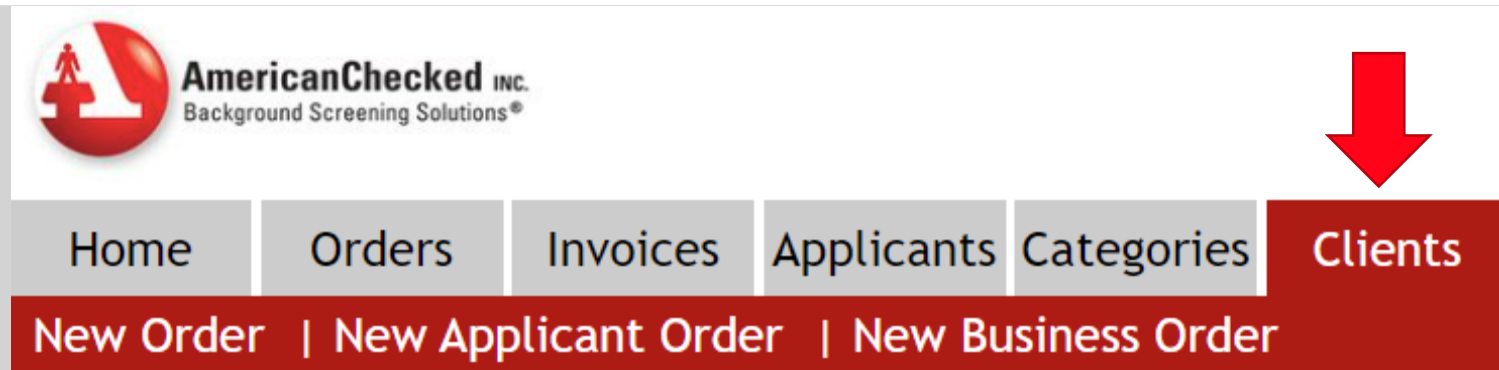 AmericanChecked INC.
Background Screening Solutions®
Home Orders Invoices Applicants Categories Clients
New Order | New Applicant Order | New Business Order